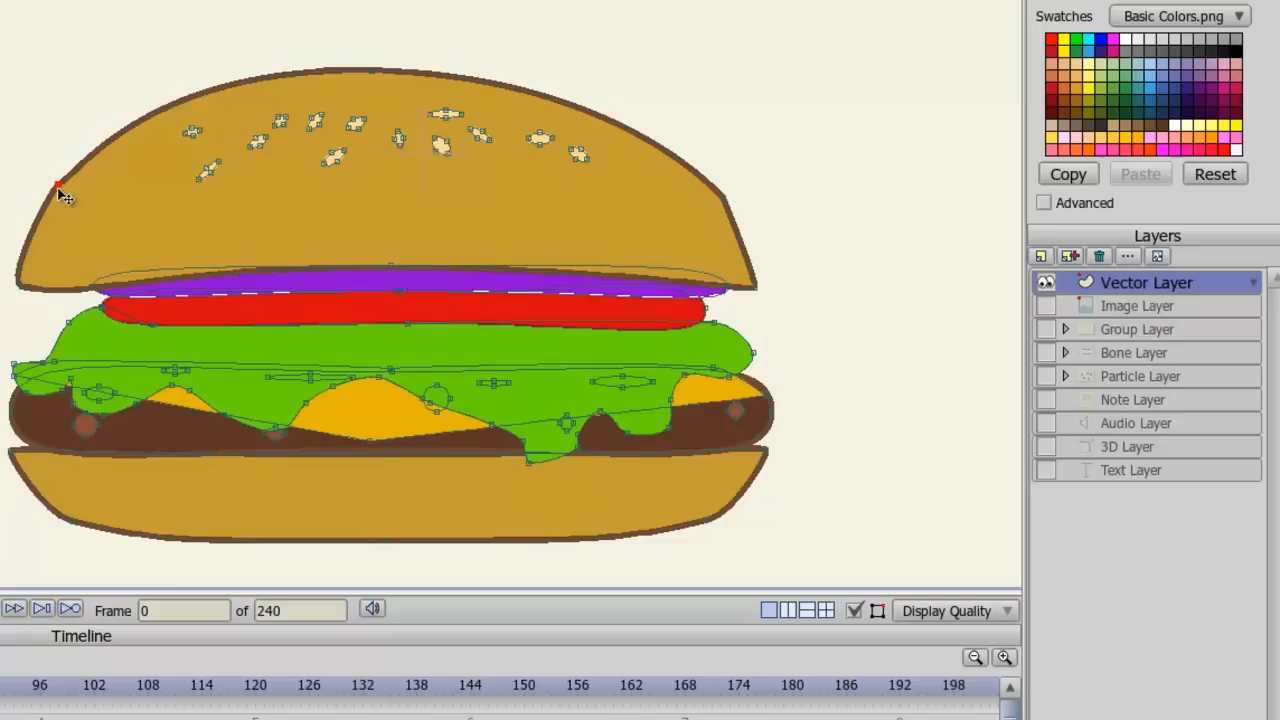 Swatches Basic Colors.png
Copy Paste Reset
Advanced
Layers
Vector Layer
Image Layer
Group Layer
Bone Layer
Particle Layer
Note Layer
Audio Layer
3D Layer
Text Layer
Frame 0 of 240 Display Quality
Timeline
96 102 108 114 120 126 132 138 144 150 156 162 168 174 180 186 192 198